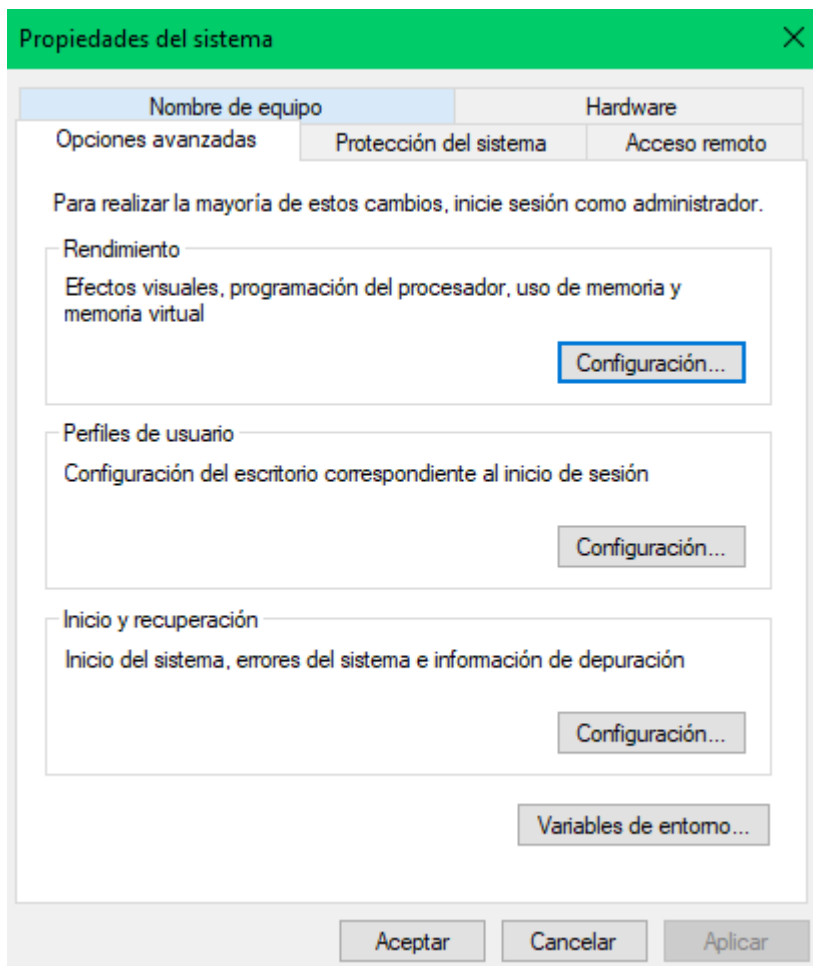 Propiedades del sistema
Nombre de equipo
Hardware
Opciones avanzadas
Protección del sistema
Acceso remoto
Para realizar la mayoría de estos cambios, inicie sesión como administrador.
Rendimiento
Efectos visuales, programación del procesador, uso de memoria y
memoria virtual
Configuración...
Perfiles de usuario
Configuración del escritorio correspondiente al inicio de sesión
Configuración...
Inicio y recuperación
Inicio del sistema, errores del sistema e información de depuración
Configuración...
Variables de entorno...
Aceptar
Cancelar
Aplicar